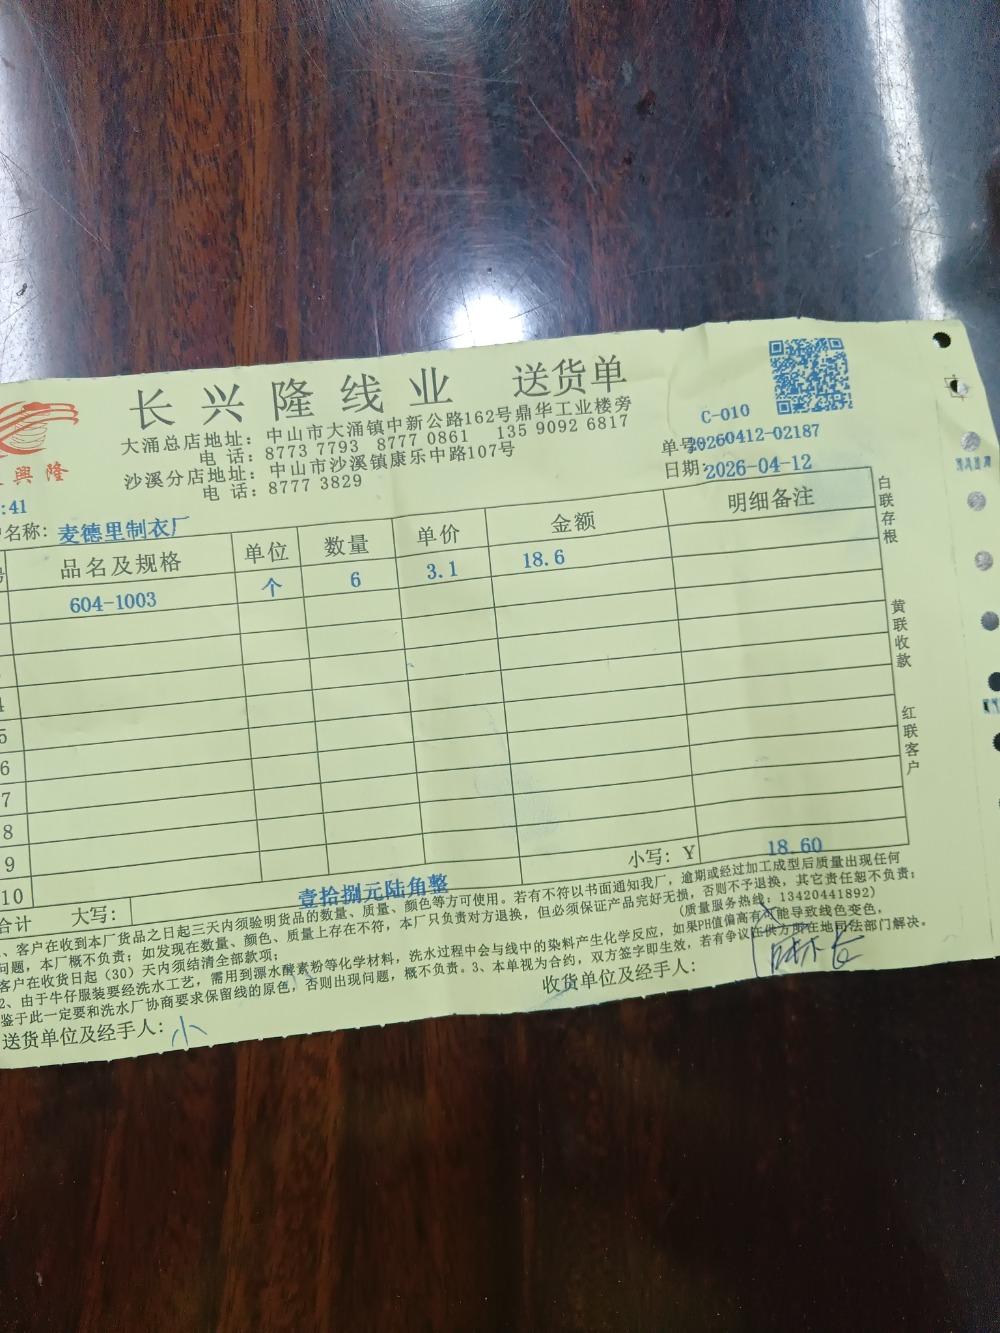 长兴隆线业 送货单
大涌总店地址：中山市大涌镇中新公路162号鼎华工业楼旁
电 话：8773 7793 8777 0861 135 9092 6817
沙溪分店地址：中山市沙溪镇康乐中路107号
电 话：8777 3829
興隆
C-010
单号 20260412-02187
日期：2026-04-12
:41
名称：麦德里制衣厂
品名及规格 单位 数量 单价 金额 明细备注
604-1003 个 6 3.1 18.6
4
5
6
7
8
9
10
合计 大写： 壹拾捌元陆角整 小写：Y 18.60
白联存根
黄联收款
红联客户
、客户在收到本厂货品之日起三天内须验明货品的数量、质量、颜色等方可使用。若有不符以书面通知我厂，逾期或经过加工成型后质量出现任何
问题，本厂概不负责；如发现在数量、颜色、质量上存在不符，本厂只负责对方退换，但必须保证产品完好无损，否则不予退换，其它责任恕不负责；
客户在收货日起（30）天内须结清全部款项； （质量服务热线：13420441892）
2、由于牛仔服装要经洗水工艺，需用到漂水酵素粉等化学材料，洗水过程中会与线中的染料产生化学反应，如果PH值偏高有可能导致线色变色，
鉴于此一定要和洗水厂协商要求保留线的原色，否则出现问题，概不负责。3、本单视为合约，双方签字即生效，若有争议在供方所在地司法部门解决。
送货单位及经手人：小 收货单位及经手人：